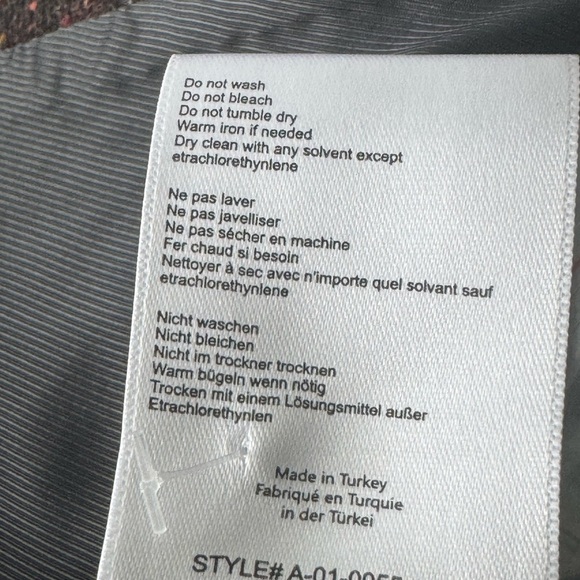 Do not wash
Do not bleach
Do not tumble dry
Warm iron if needed
Dry clean with any solvent except
etrachlorethynlene
Ne pas laver
Ne pas javelliser
Ne pas sécher en machine
Fer chaud si besoin
Nettoyer à sec avec n'importe quel solvant sauf
etrachlorethynlene
Nicht waschen
Nicht bleichen
Nicht im trockner trocknen
Warm bügeln wenn nötig
Trocken mit einem Lösungsmittel außer
Etrachlorethynlen
Made in Turkey
Fabriqué en Turquie
in der Türkei
STYLE#